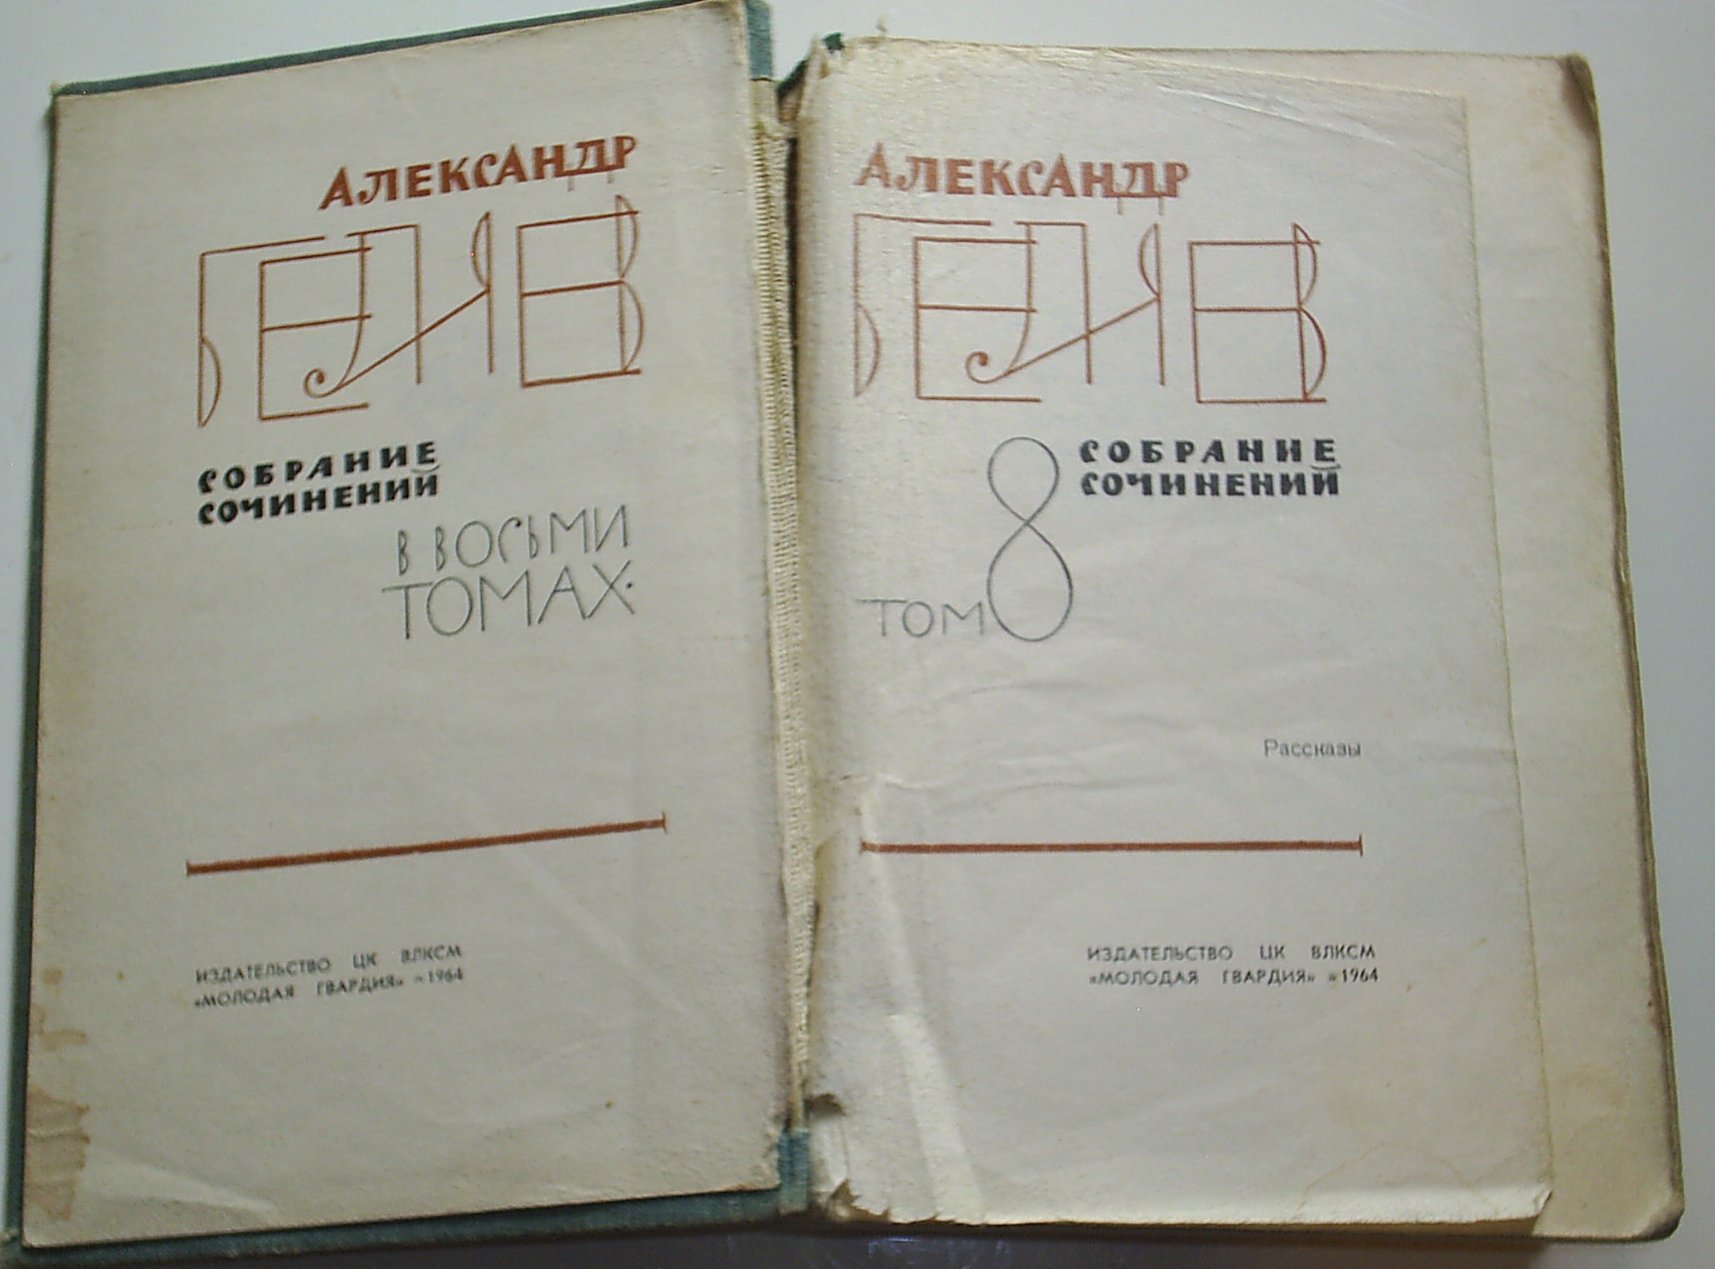 АЛЕКСАНДР
БЕЛЯЕВ
СОБРАНИЕ
СОЧИНЕНИЙ
В ВОСЬМИ
ТОМАХ·
ИЗДАТЕЛЬСТВО ЦК ВЛКСМ
«МОЛОДАЯ ГВАРДИЯ» * 1964
АЛЕКСАНДР
БЕЛЯЕВ
СОБРАНИЕ
СОЧИНЕНИЙ
ТОМ 8
Рассказы
ИЗДАТЕЛЬСТВО ЦК ВЛКСМ
«МОЛОДАЯ ГВАРДИЯ» * 1964